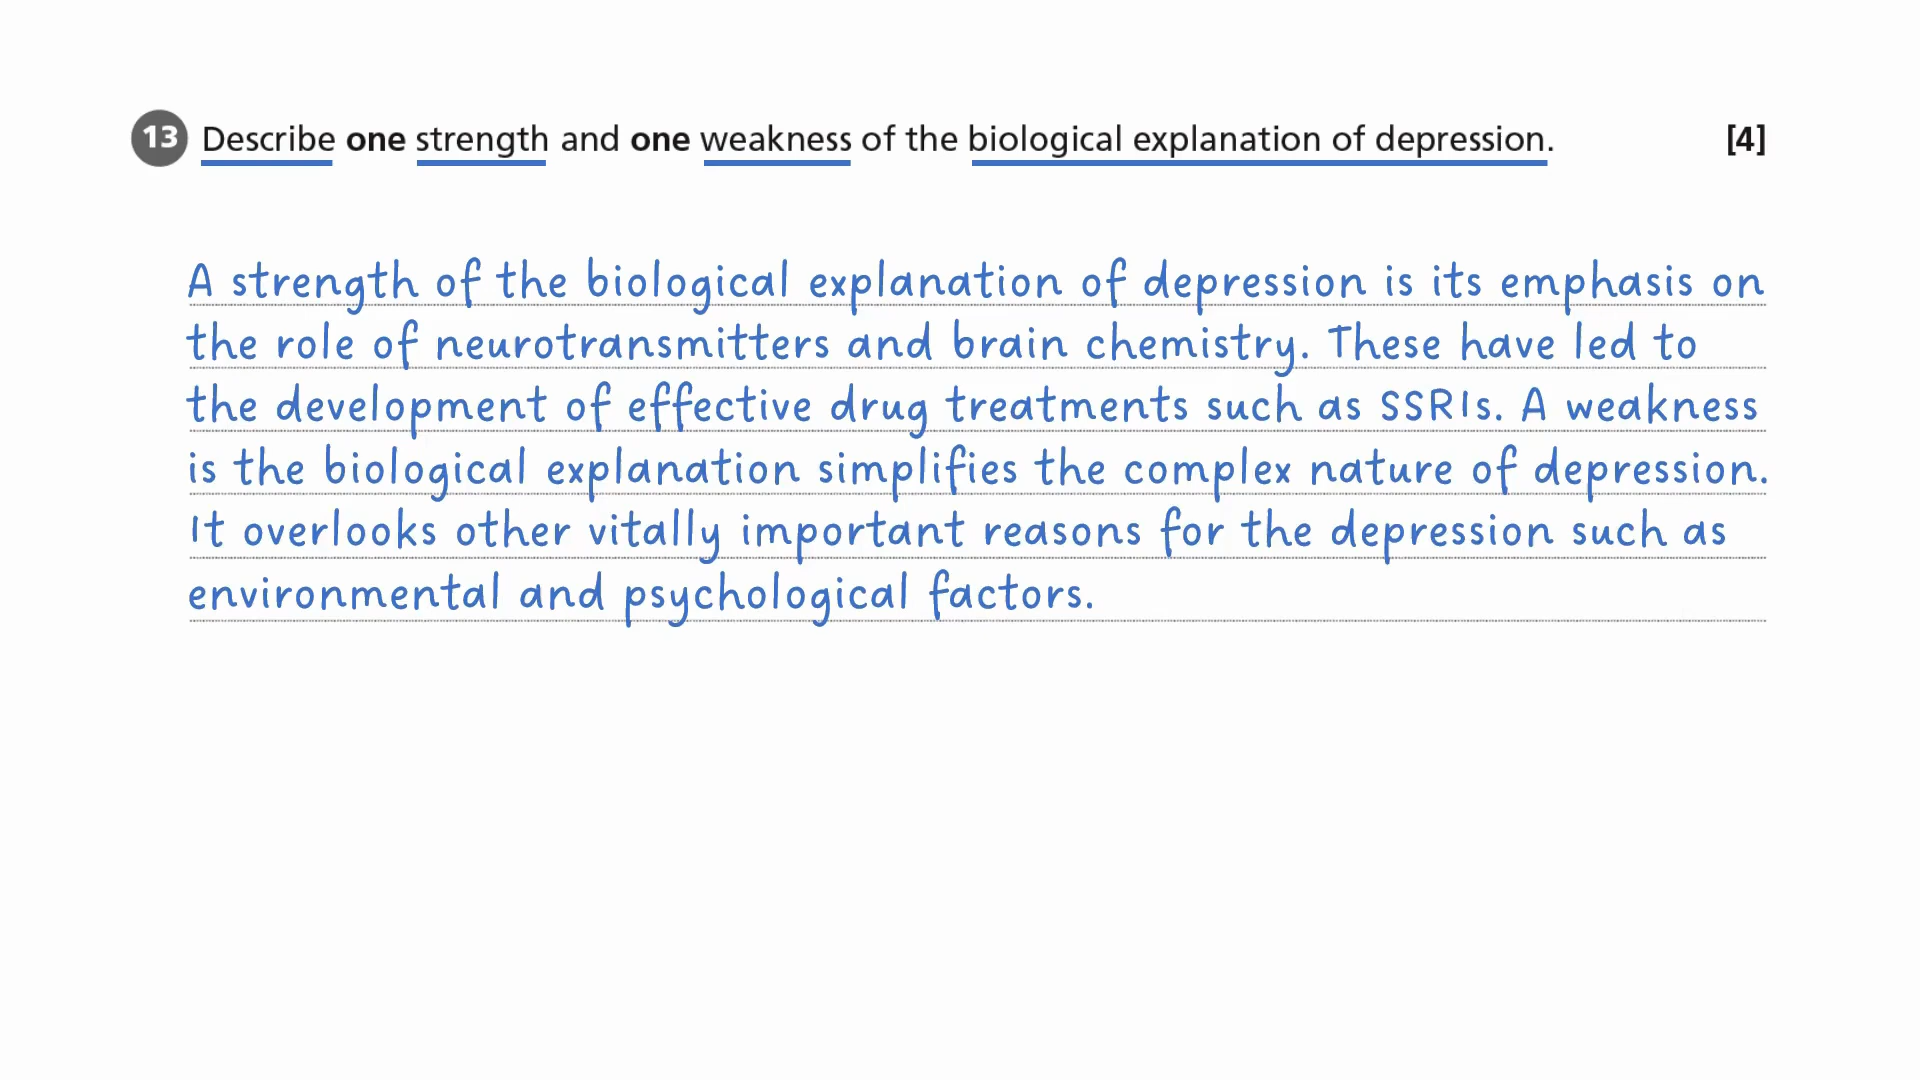 13 Describe one strength and one weakness of the biological explanation of depression. [4]
A strength of the biological explanation of depression is its emphasis on
the role of neurotransmitters and brain chemistry. These have led to
the development of effective drug treatments such as SSRIs. A weakness
is the biological explanation simplifies the complex nature of depression.
It overlooks other vitally important reasons for the depression such as
environmental and psychological factors.